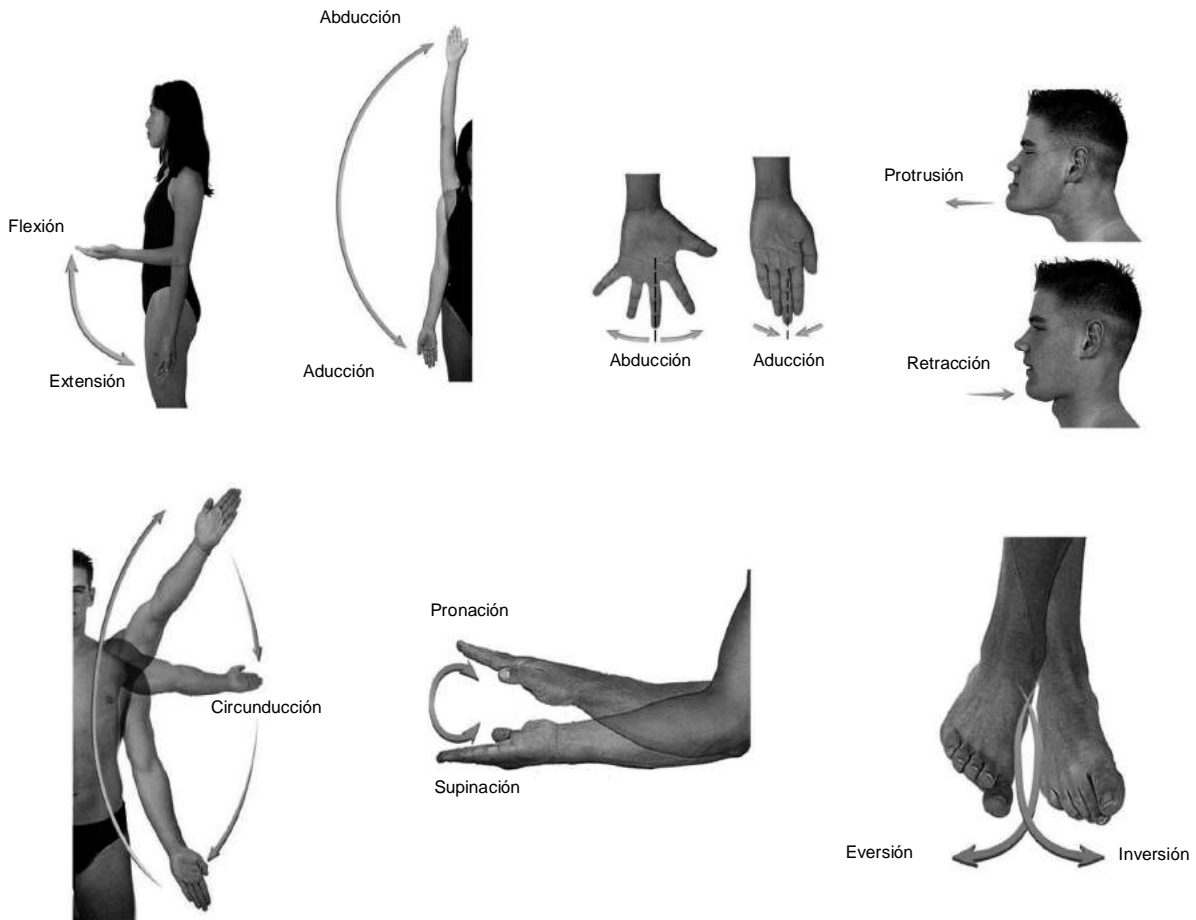 Abducción
Flexión
Extensión
Aducción
Abducción
Aducción
Protrusión
Retracción
Circunducción
Pronación
Supinación
Eversión
Inversión